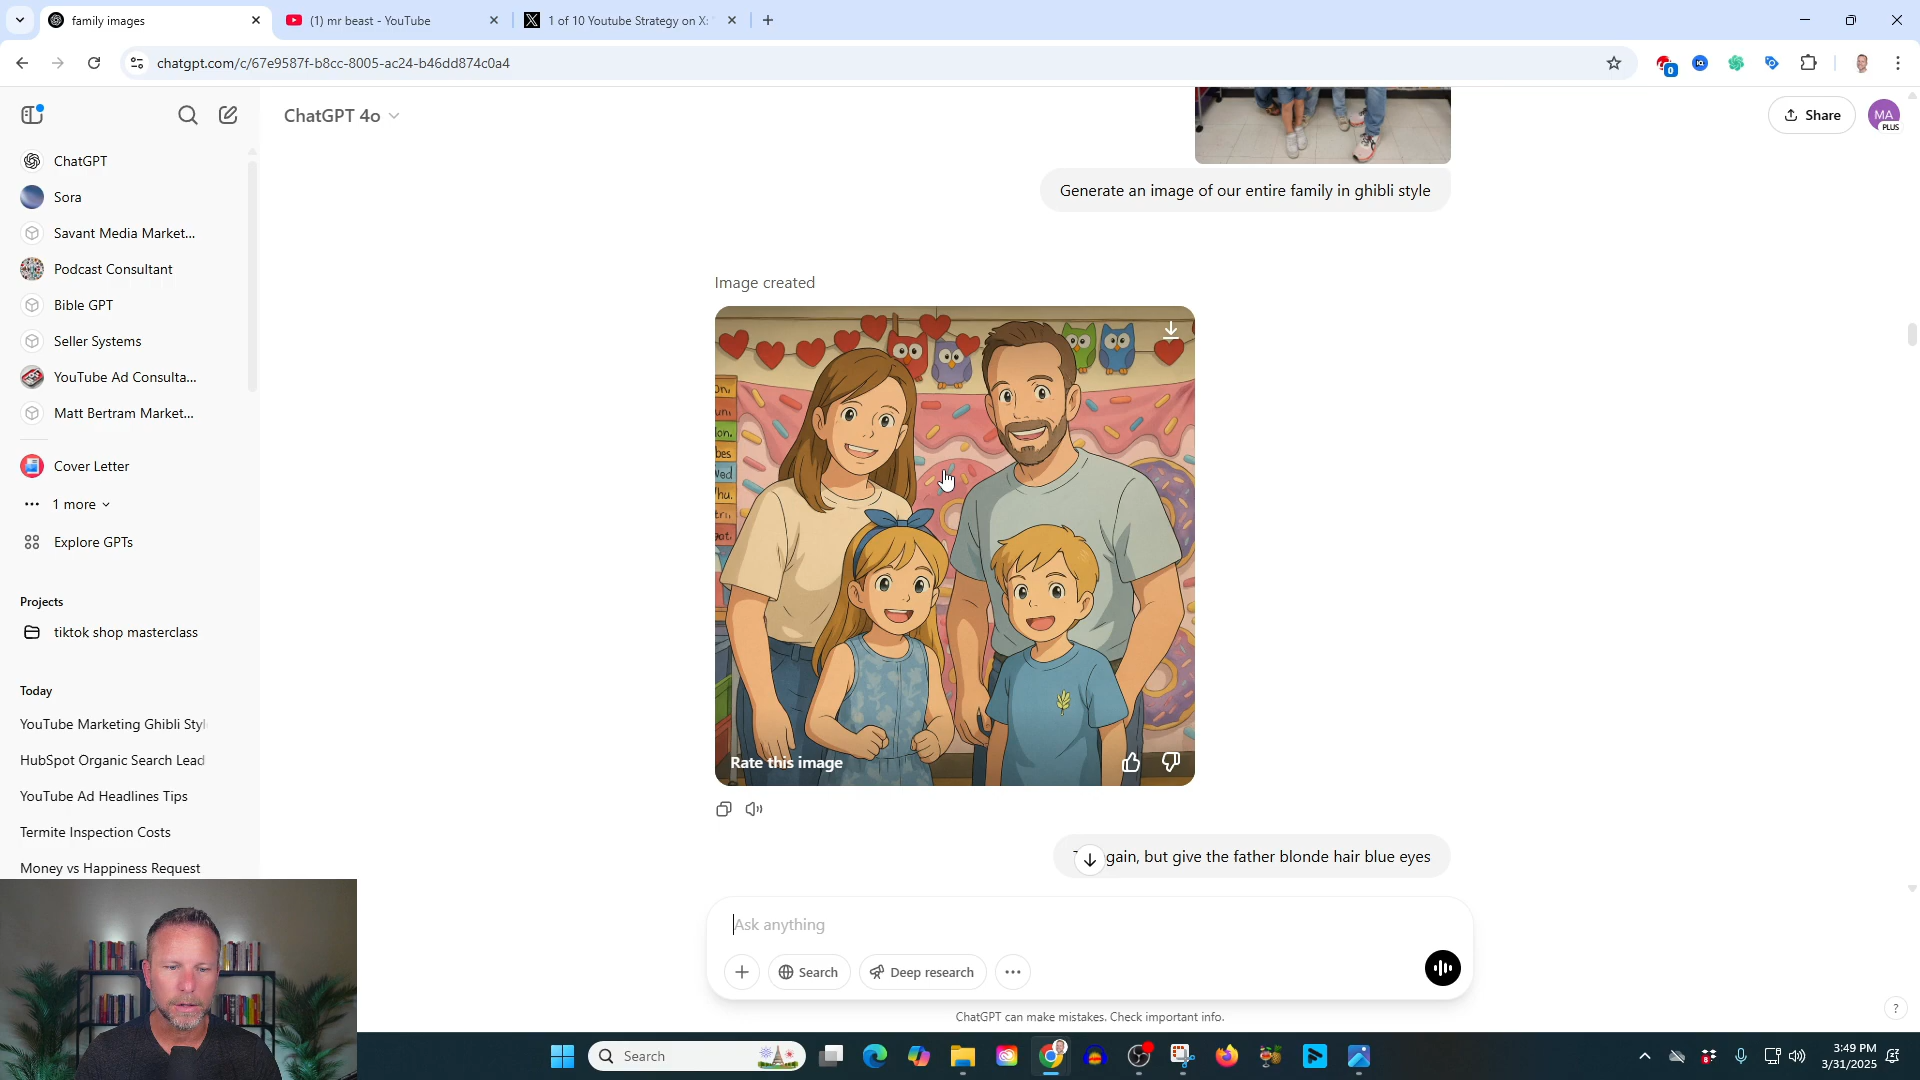 family images
(1) mr beast - YouTube
1 of 10 Youtube Strategy on X:
chatgpt.com/c/67e9587f-b8cc-8005-ac24-b46dd874c0a4
0
ChatGPT 4o
Share
MA
PLUS
ChatGPT
Sora
Savant Media Market...
Podcast Consultant
Bible GPT
Seller Systems
YouTube Ad Consulta...
Matt Bertram Market...
Cover Letter
1 more
Explore GPTs
Projects
tiktok shop masterclass
Today
YouTube Marketing Ghibli Styl
HubSpot Organic Search Lead
YouTube Ad Headlines Tips
Termite Inspection Costs
Money vs Happiness Request
Generate an image of our entire family in ghibli style
Image created
Rate this image
gain, but give the father blonde hair blue eyes
Ask anything
Search
Deep research
ChatGPT can make mistakes. Check important info.
?
Search
3:49 PM
3/31/2025